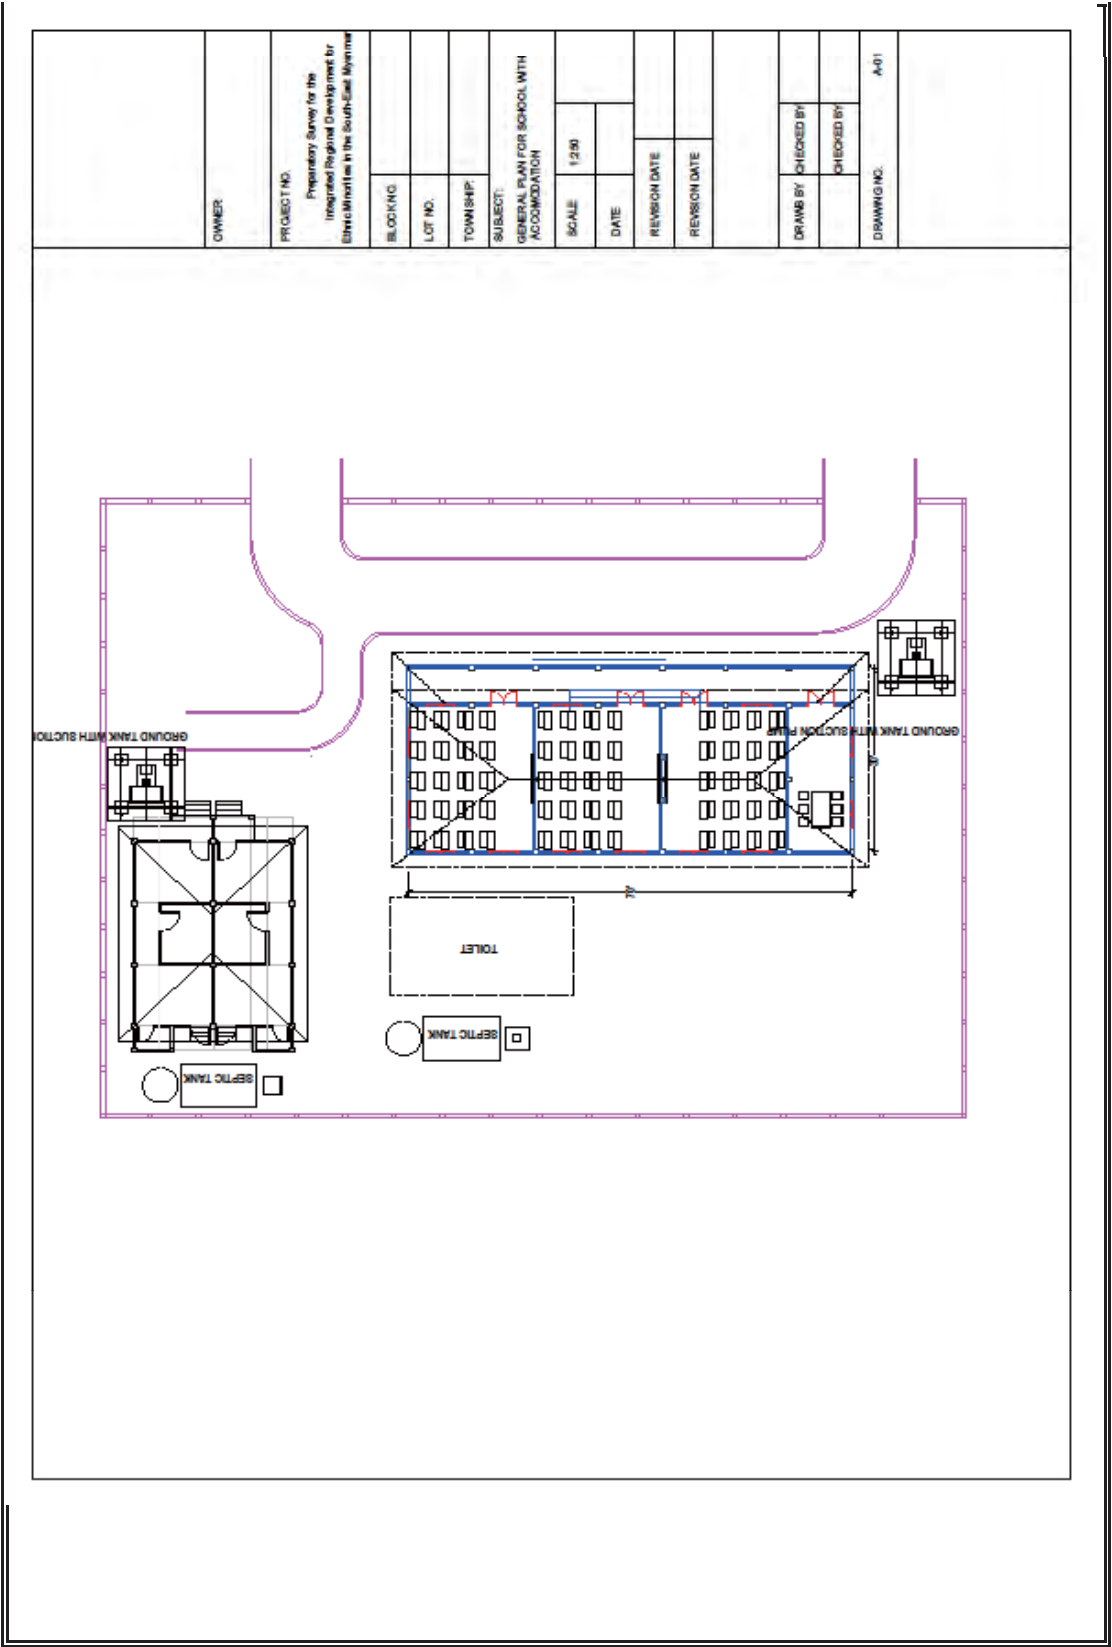 OWNER:
PROJECT NO.
Preparatory Survey for the
Integrated Regional Development for
Ethnic Minorities in the South-East Myanmar
BLOCK NO.
LOT NO.
TOWNSHIP:
SUBJECT:
GENERAL PLAN FOR SCHOOL WITH
ACCOMODATION
SCALE 1:250
DATE
REVISION DATE
REVISION DATE
DRAWB BY CHECKED BY
CHECKED BY
DRAWING NO. A-01
GROUND TANK WITH SUCTION
GROUND TANK WITH SUCTION PUMP
TOILET
SEPTIC TANK
SEPTIC TANK